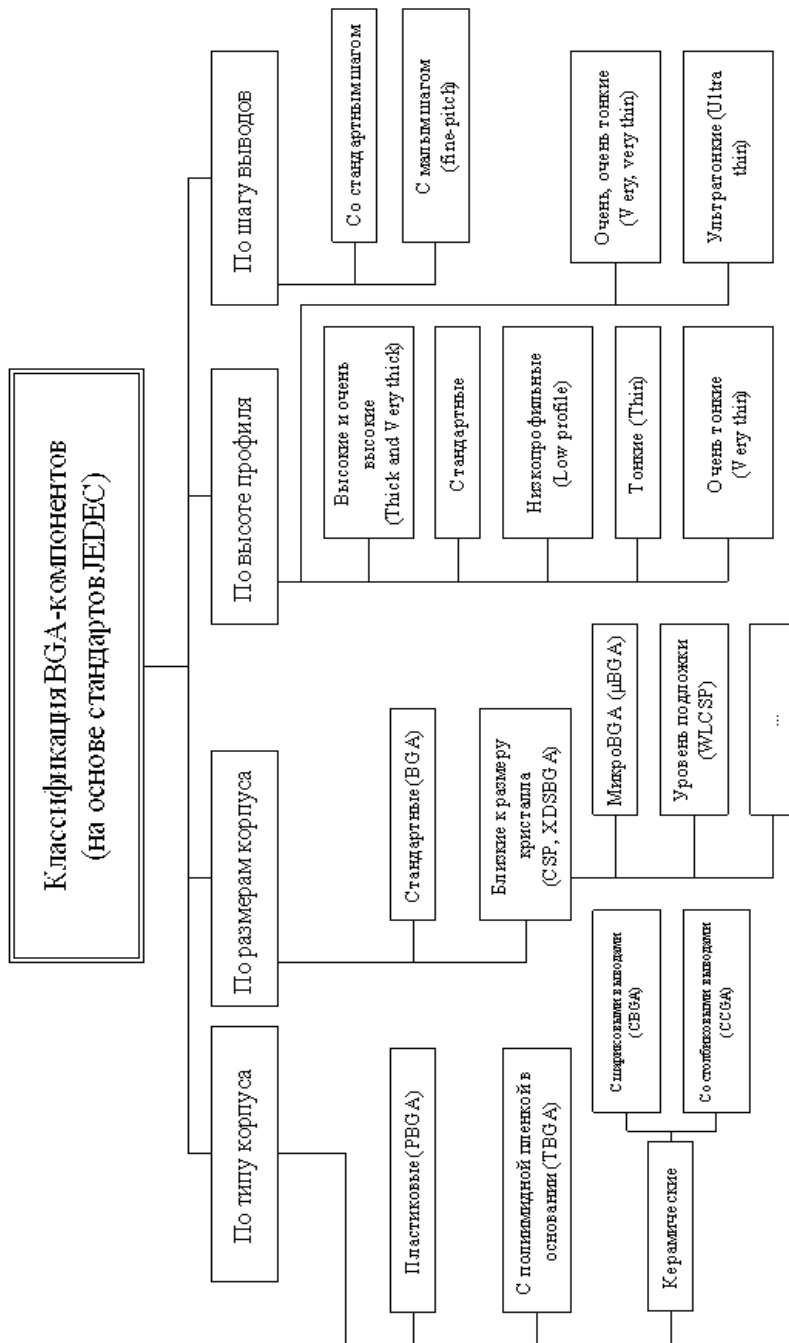 Классификация BGA-компонентов
(на основе стандартов JEDEC)
По типу корпуса
Пластиковые (PBGA)
С полиимидной пленкой в
основании (TBGA)
Керамические
С шариковыми выводами
(CBGA)
Со столбиковыми выводами
(CCGA)
По размерам корпуса
Стандартные (BGA)
Близкие к размеру
кристалла
(CSP, XDSBGA)
МикроBGA (µBGA)
Уровень подложки
(WLCSP)
...
По высоте профиля
Высокие и очень
высокие
(Thick and Very thick)
Стандартные
Низкопрофильные
(Low profile)
Тонкие (Thin)
Очень тонкие
(Very thin)
Очень, очень тонкие
(Very, very thin)
Ультратонкие (Ultra
thin)
По шагу выводов
Со стандартным шагом
С малым шагом
(fine-pitch)